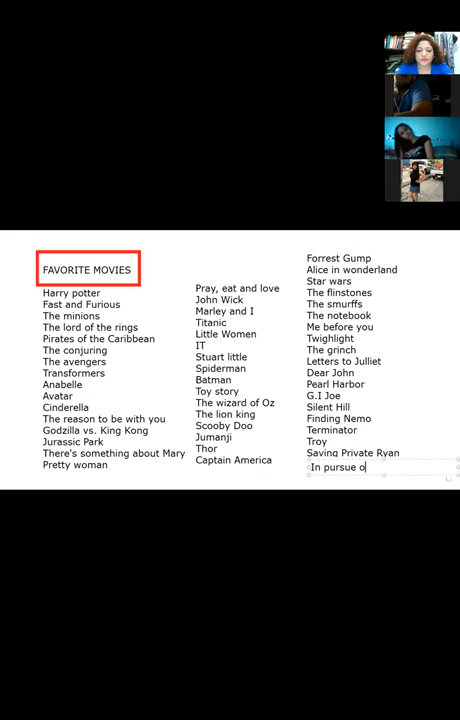 FAVORITE MOVIES
Harry potter
Fast and Furious
The minions
The lord of the rings
Pirates of the Caribbean
The conjuring
The avengers
Transformers
Anabelle
Avatar
Cinderella
The reason to be with you
Godzilla vs. King Kong
Jurassic Park
There's something about Mary
Pretty woman
Pray, eat and love
John Wick
Marley and I
Titanic
Little Women
IT
Stuart little
Spiderman
Batman
Toy story
The wizard of Oz
The lion king
Scooby Doo
Jumanji
Thor
Captain America
Forrest Gump
Alice in wonderland
Star wars
The flinstones
The smurffs
The notebook
Me before you
Twighlight
The grinch
Letters to Julliet
Dear John
Pearl Harbor
G.I Joe
Silent Hill
Finding Nemo
Terminator
Troy
Saving Private Ryan
In pursue o